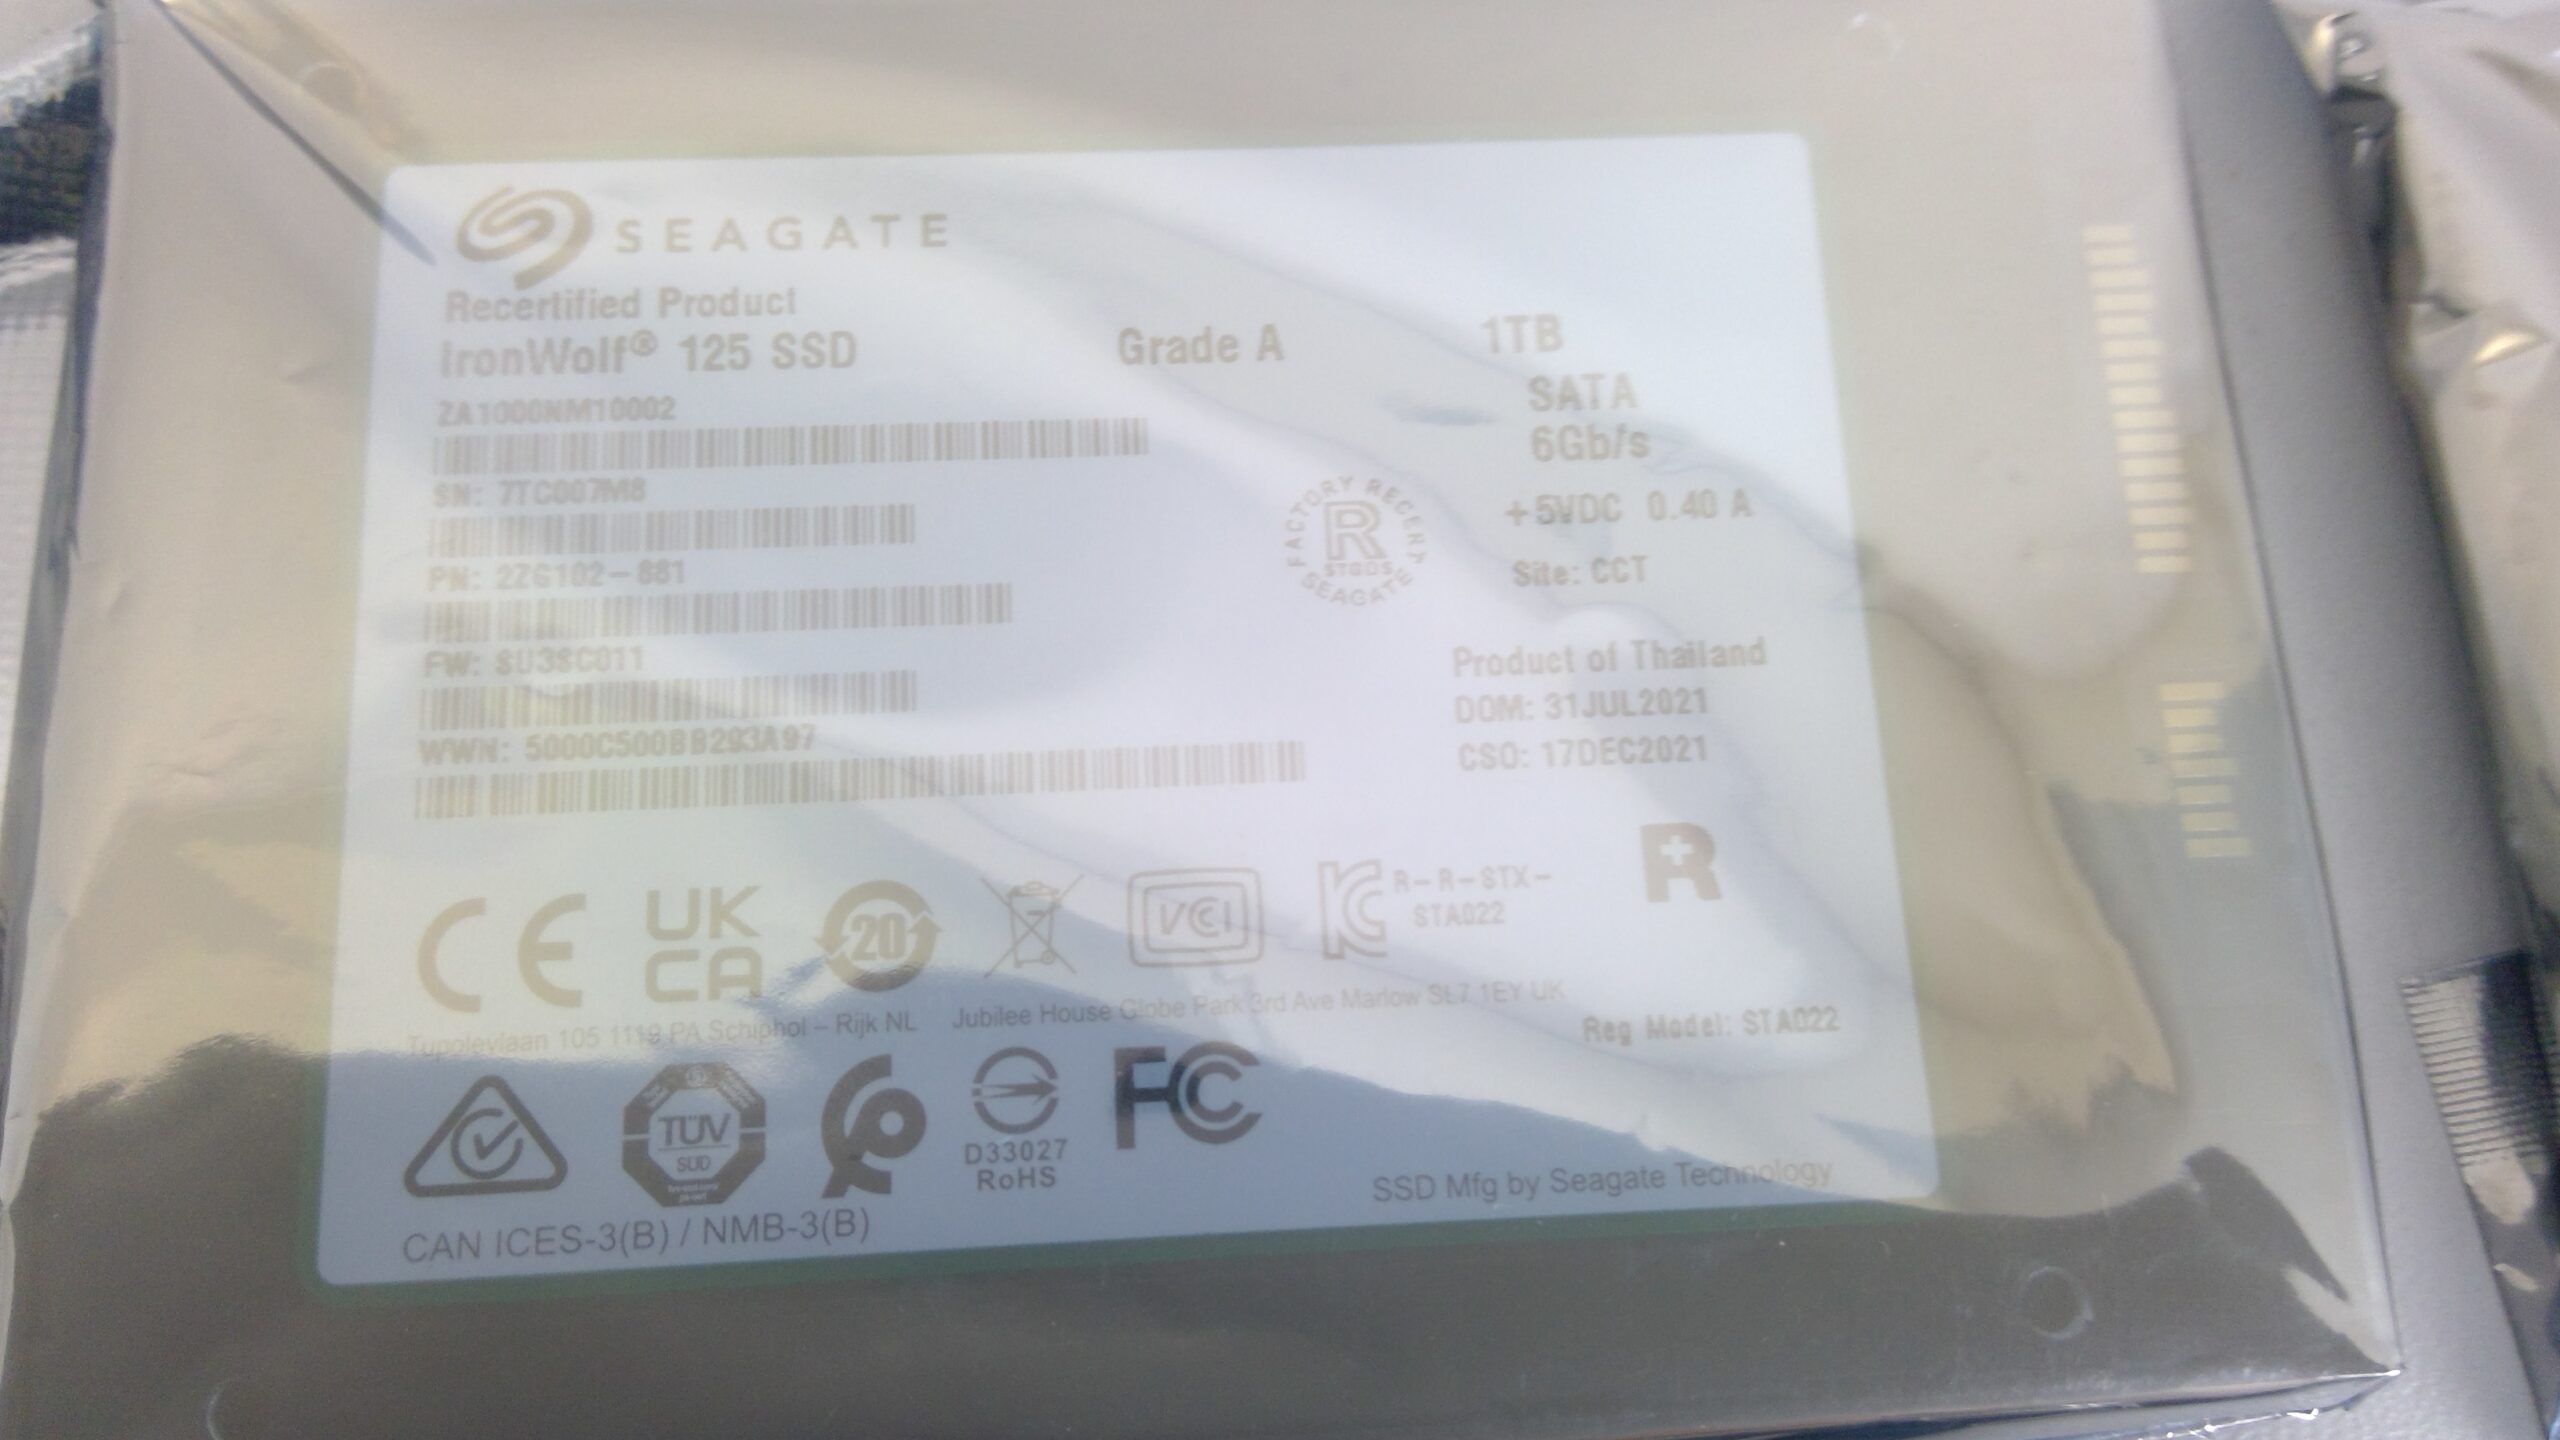 SEAGATE
Recertified Product
IronWolf® 125 SSD
Grade A
1TB
SATA
6Gb/s
ZA1000NM10002
SN: 7TC007M8
PN: 2ZG102-881
FW: SU3SC011
WWN: 5000C500BB293A97
FACTORY RECERT
R
STGDS
SEAGATE
+5VDC 0.40 A
Site: CCT
Product of Thailand
DOM: 31JUL2021
CSO: 17DEC2021
CE
UK
CA
20
VCI
R-R-STX-
STA022
R
Tupolevlaan 105 1119 PA Schiphol – Rijk NL
Jubilee House Globe Park 3rd Ave Marlow SL7 1EY UK
Reg Model: STA022
TÜV
SÜD
D33027
RoHS
FC
SSD Mfg by Seagate Technology
CAN ICES-3(B) / NMB-3(B)